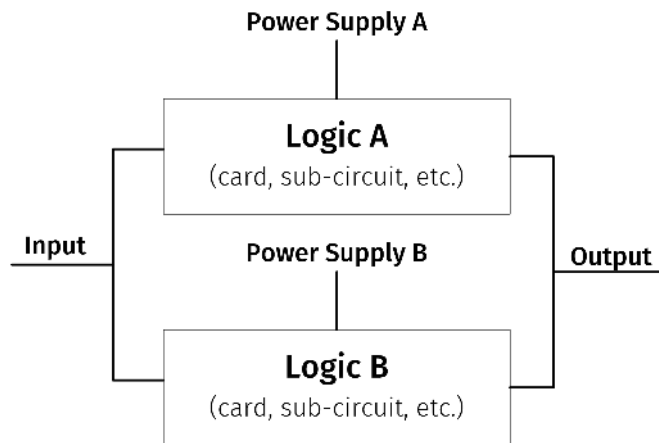 Power Supply A
Logic A
(card, sub-circuit, etc.)
Input
Power Supply B
Output
Logic B
(card, sub-circuit, etc.)